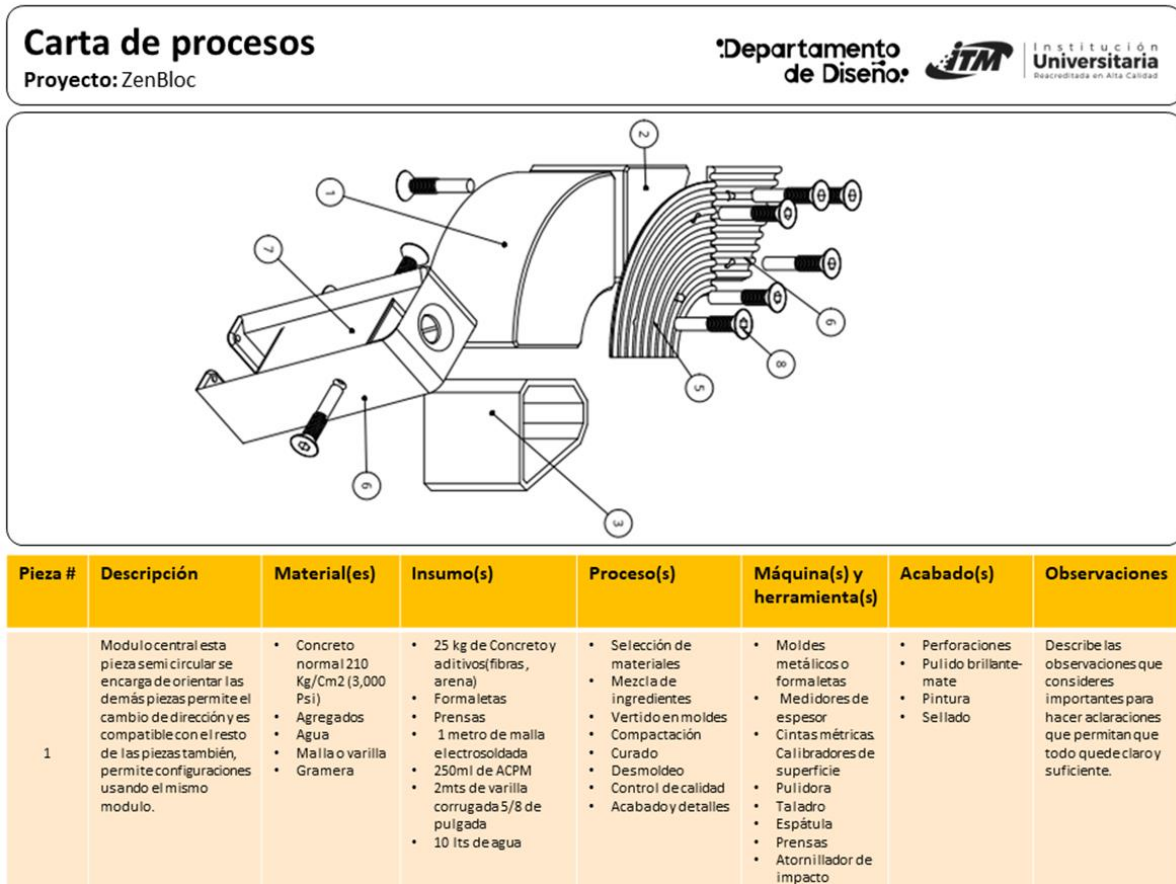 Carta de procesos
Proyecto: ZenBloc
Departamento
de Diseño
iTM
Institución
Universitaria
Reacreditada en Alta Calidad
2
1
7
6
8
5
6
3
Pieza #
Descripción
Material(es)
Insumo(s)
Proceso(s)
Máquina(s) y
herramienta(s)
Acabado(s)
Observaciones
1
Modulo central esta
pieza semi circular se
encarga de orientar las
demás piezas permite el
cambio de dirección y es
compatible con el resto
de las piezas también,
permite configuraciones
usando el mismo
modulo.
• Concreto
normal 210
Kg/Cm2 (3,000
Psi)
• Agregados
• Agua
• Malla o varilla
• Gramera
• 25 kg de Concreto y
aditivos(fibras,
arena)
• Formaletas
• Prensas
• 1 metro de malla
electrosoldada
• 250ml de ACPM
• 2mts de varilla
corrugada 5/8 de
pulgada
• 10 lts de agua
• Selección de
materiales
• Mezcla de
ingredientes
• Vertido en moldes
• Compactación
• Curado
• Desmoldeo
• Control de calidad
• Acabado y detalles
• Moldes
metálicos o
formaletas
• Medidores de
espesor
• Cintas métricas.
Calibradores de
superficie
• Pulidora
• Taladro
• Espátula
• Prensas
• Atornillador de
impacto
• Perforaciones
• Pulido brillante-
mate
• Pintura
• Sellado
Describe las
observaciones que
consideres
importantes para
hacer aclaraciones
que permitan que
todo quede claro y
suficiente.